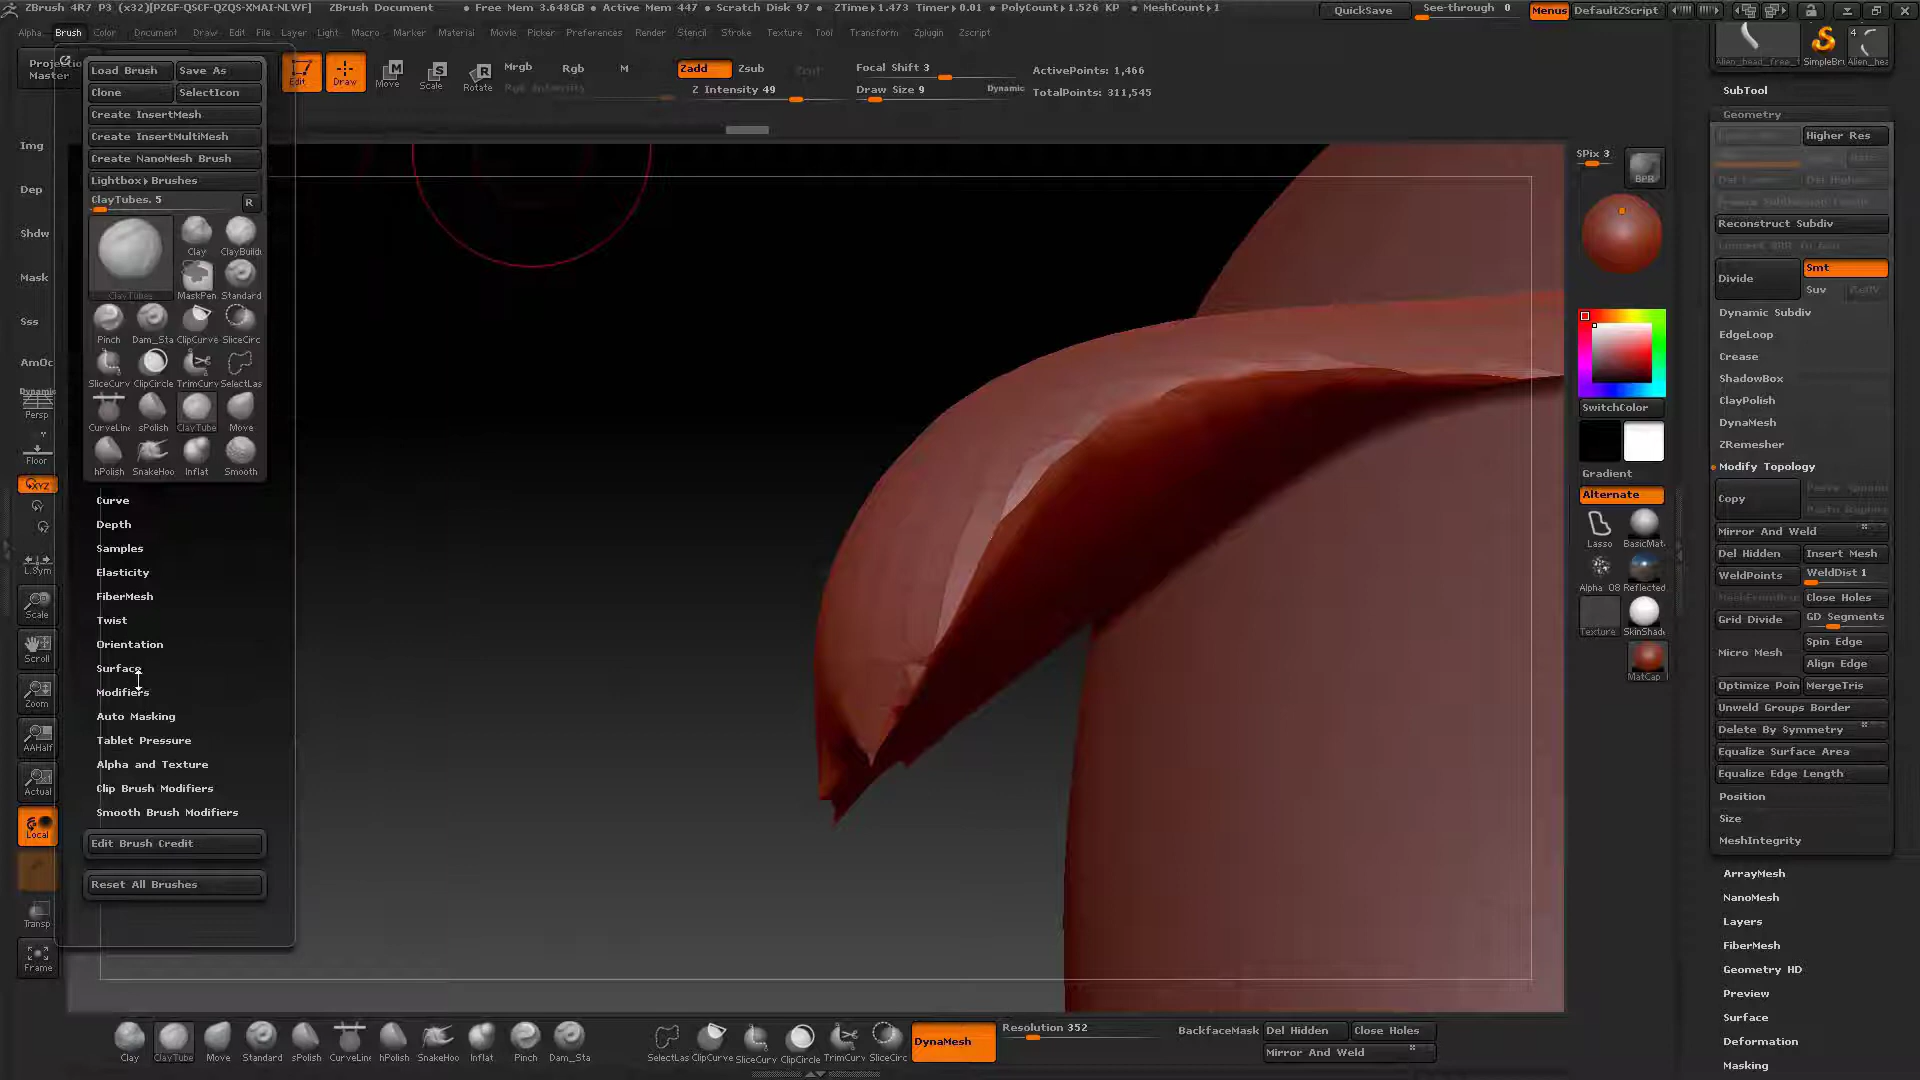 ZBrush 4R7 P3 (x32)[PZGF-QSCF-QZQS-XMAI-NLWF] ZBrush Document • Free Mem 3.648GB • Active Mem 447 • Scratch Disk 97 • ZTime▸1.473 Timer▸0.01 • PolyCount▸1.526 KP • MeshCount▸1 QuickSave See-through 0 Menus DefaultZScript
Alpha Brush Color Document Draw Edit File Layer Light Macro Marker Material Movie Picker Preferences Render Stencil Stroke Texture Tool Transform Zplugin Zscript
Projection Master
Load Brush Save As
Clone SelectIcon
Create InsertMesh
Create InsertMultiMesh
Create NanoMesh Brush
Lightbox▸Brushes
ClayTubes. 5 R
ClayTubes Clay ClayBuild
MaskPen Standard
Pinch Dam_Sta ClipCurve SliceCirc
SliceCurv ClipCircle TrimCurv SelectLas
CurveLine sPolish ClayTube Move
hPolish SnakeHoo Inflat Smooth
Curve
Depth
Samples
Elasticity
FiberMesh
Twist
Orientation
Surface
Modifiers
Auto Masking
Tablet Pressure
Alpha and Texture
Clip Brush Modifiers
Smooth Brush Modifiers
Edit Brush Credit
Reset All Brushes
Img
Dep
Shdw
Mask
Sss
AmOc
Dynamic
Persp
Floor
XYZ
L.Sym
Scale
Scroll
Zoom
AAHalf
Actual
Local
Transp
Frame
Edit Draw Move Scale Rotate
Mrgb Rgb M
Rgb Intensity
Zadd Zsub
Z Intensity 49
Focal Shift 3
Draw Size 9 Dynamic
ActivePoints: 1,466
TotalPoints: 311,545
SPix 3 BPR
SwitchColor
Gradient
Alternate
Lasso BasicMat
Alpha 08 Reflected
Texture SkinShade
MatCap
SimpleBru
4
SubTool
Geometry
Higher Res
Reconstruct Subdiv
Divide Smt
Suv
Dynamic Subdiv
EdgeLoop
Crease
ShadowBox
ClayPolish
DynaMesh
ZRemesher
Modify Topology
Copy
Mirror And Weld
Del Hidden Insert Mesh
WeldPoints WeldDist 1
Close Holes
Grid Divide GD Segments
Spin Edge
Micro Mesh
Align Edge
Optimize Poin MergeTris
Unweld Groups Border
Delete By Symmetry
Equalize Surface Area
Equalize Edge Length
Position
Size
MeshIntegrity
ArrayMesh
NanoMesh
Layers
FiberMesh
Geometry HD
Preview
Surface
Deformation
Masking
Clay ClayTube Move Standard sPolish CurveLine hPolish SnakeHoo Inflat Pinch Dam_Sta
SelectLas ClipCurve SliceCurv ClipCircle TrimCurv SliceCirc
DynaMesh
Resolution 352
BackfaceMask Del Hidden Close Holes
Mirror And Weld